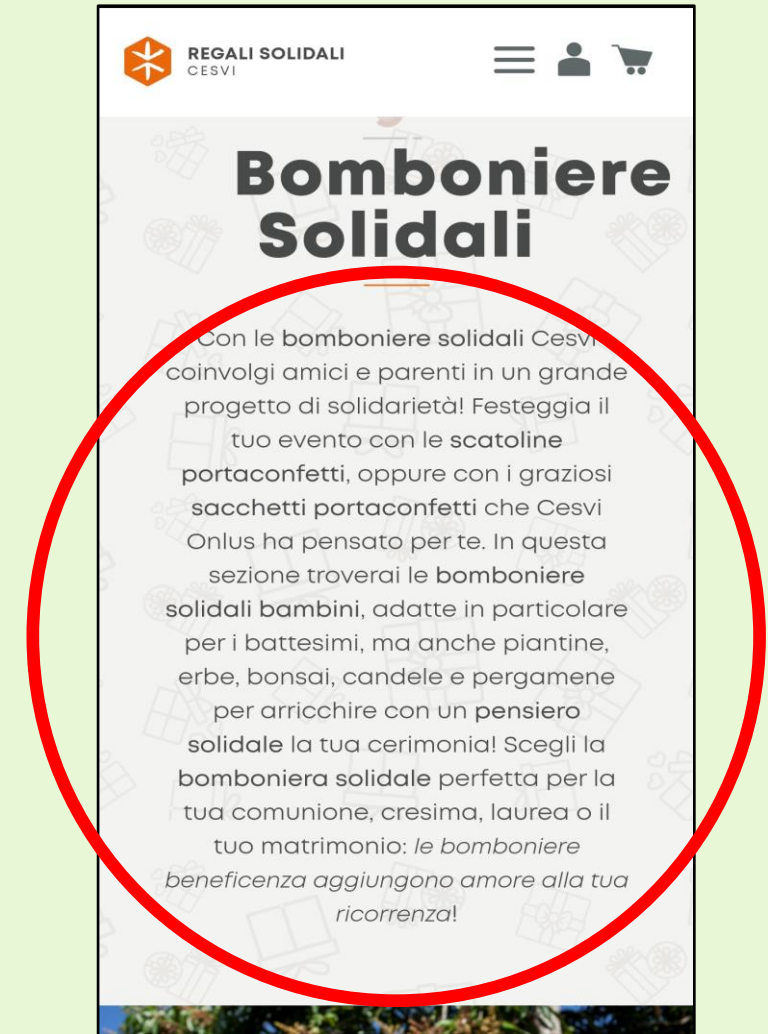 REGALI SOLIDALI
CESVI
Bomboniere
Solidali
Con le bomboniere solidali Cesvi
coinvolgi amici e parenti in un grande
progetto di solidarietà! Festeggia il
tuo evento con le scatoline
portaconfetti, oppure con i graziosi
sacchetti portaconfetti che Cesvi
Onlus ha pensato per te. In questa
sezione troverai le bomboniere
solidali bambini, adatte in particolare
per i battesimi, ma anche piantine,
erbe, bonsai, candele e pergamene
per arricchire con un pensiero
solidale la tua cerimonia! Scegli la
bomboniera solidale perfetta per la
tua comunione, cresima, laurea o il
tuo matrimonio: le bomboniere
beneficenza aggiungono amore alla tua
ricorrenza!